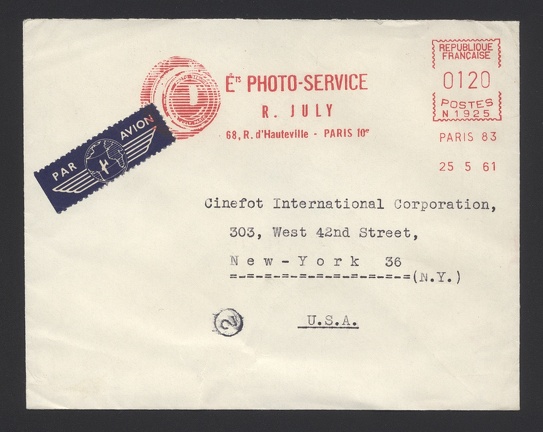 Éts PHOTO-SERVICE
R. JULY
68, R. d'Hauteville - PARIS 10e
REPUBLIQUE
FRANÇAISE
0120
POSTES
N 1925
PARIS 83
25 5 61
PAR AVION
Cinefot International Corporation,
303, West 42nd Street,
New-York 36
=-=-=-=-=-=-=-=-=-=-=-=-=(N.Y.)
U.S.A.
2